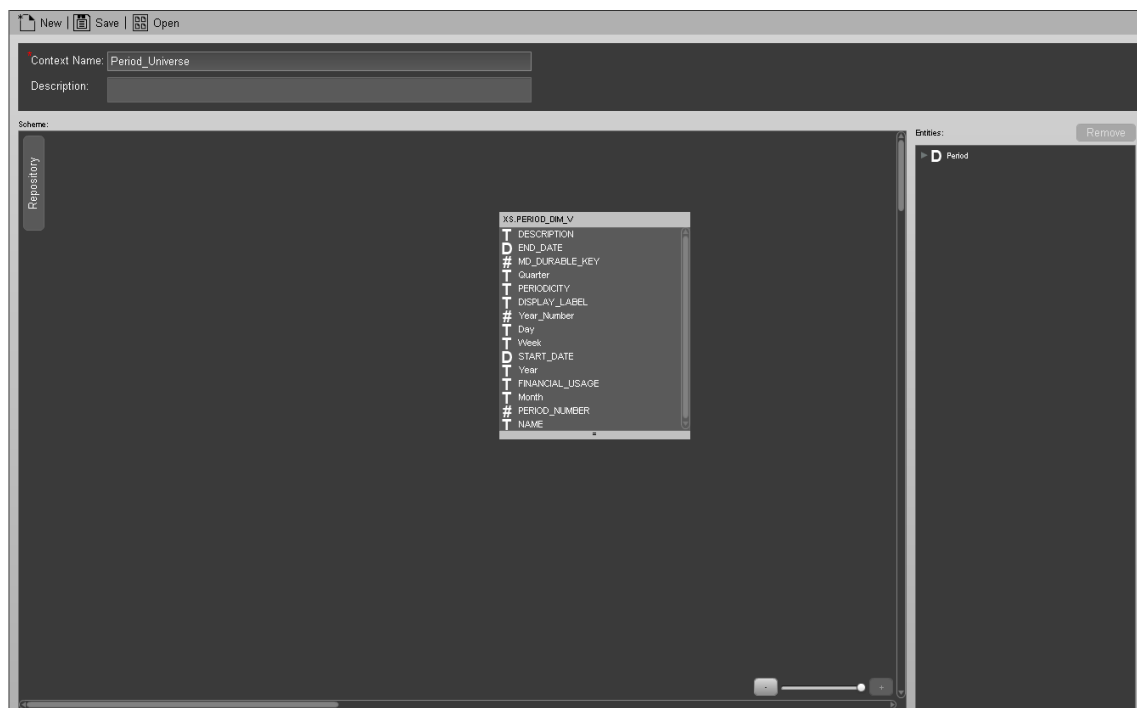 New | Save | Open
Context Name: Period_Universe
Description:
Scheme:
Entities:
Remove
Repository
D Period
XS.PERIOD_DIM_V
T DESCRIPTION
D END_DATE
# MD_DURABLE_KEY
T Quarter
T PERIODICITY
T DISPLAY_LABEL
# Year_Number
T Day
T Week
D START_DATE
T Year
T FINANCIAL_USAGE
T Month
# PERIOD_NUMBER
T NAME